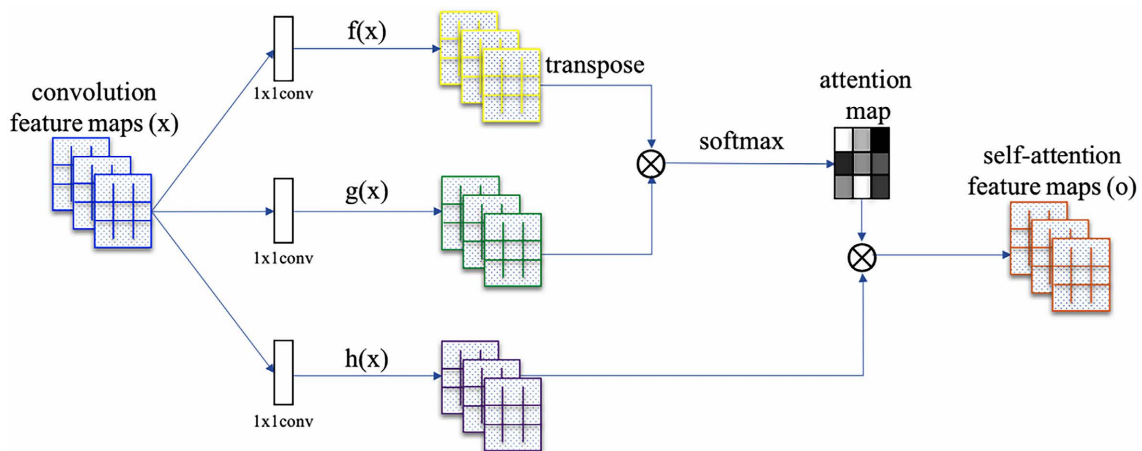 convolution
feature maps (x)
f(x)
1x1conv
transpose
g(x)
1x1conv
h(x)
1x1conv
softmax
attention
map
self-attention
feature maps (o)